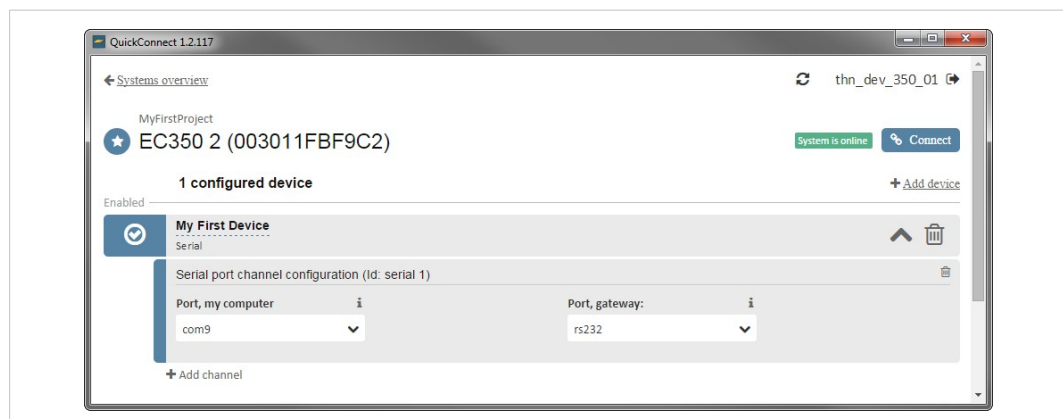 QuickConnect 1.2.117
Systems overview
thn_dev_350_01
MyFirstProject
EC350 2 (003011FBF9C2)
System is online
Connect
1 configured device
Add device
Enabled
My First Device
Serial
Serial port channel configuration (Id: serial 1)
Port, my computer i
Port, gateway: i
com9
rs232
Add channel